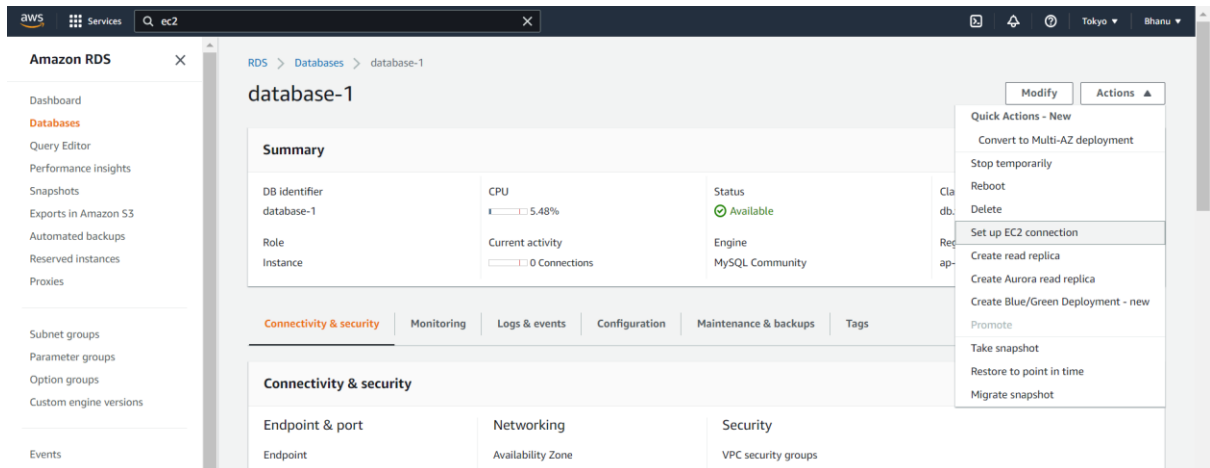 aws Services ec2 Tokyo ▼ Bhanu ▼
Amazon RDS
Dashboard
Databases
Query Editor
Performance insights
Snapshots
Exports in Amazon S3
Automated backups
Reserved instances
Proxies
Subnet groups
Parameter groups
Option groups
Custom engine versions
Events
RDS > Databases > database-1
database-1
Modify Actions ▲
Quick Actions - New
Convert to Multi-AZ deployment
Stop temporarily
Reboot
Delete
Set up EC2 connection
Create read replica
Create Aurora read replica
Create Blue/Green Deployment - new
Promote
Take snapshot
Restore to point in time
Migrate snapshot
Summary
DB identifier CPU Status Cla
database-1 5.48% Available db.
Role Current activity Engine Reg
Instance 0 Connections MySQL Community ap-
Connectivity & security Monitoring Logs & events Configuration Maintenance & backups Tags
Connectivity & security
Endpoint & port Networking Security
Endpoint Availability Zone VPC security groups